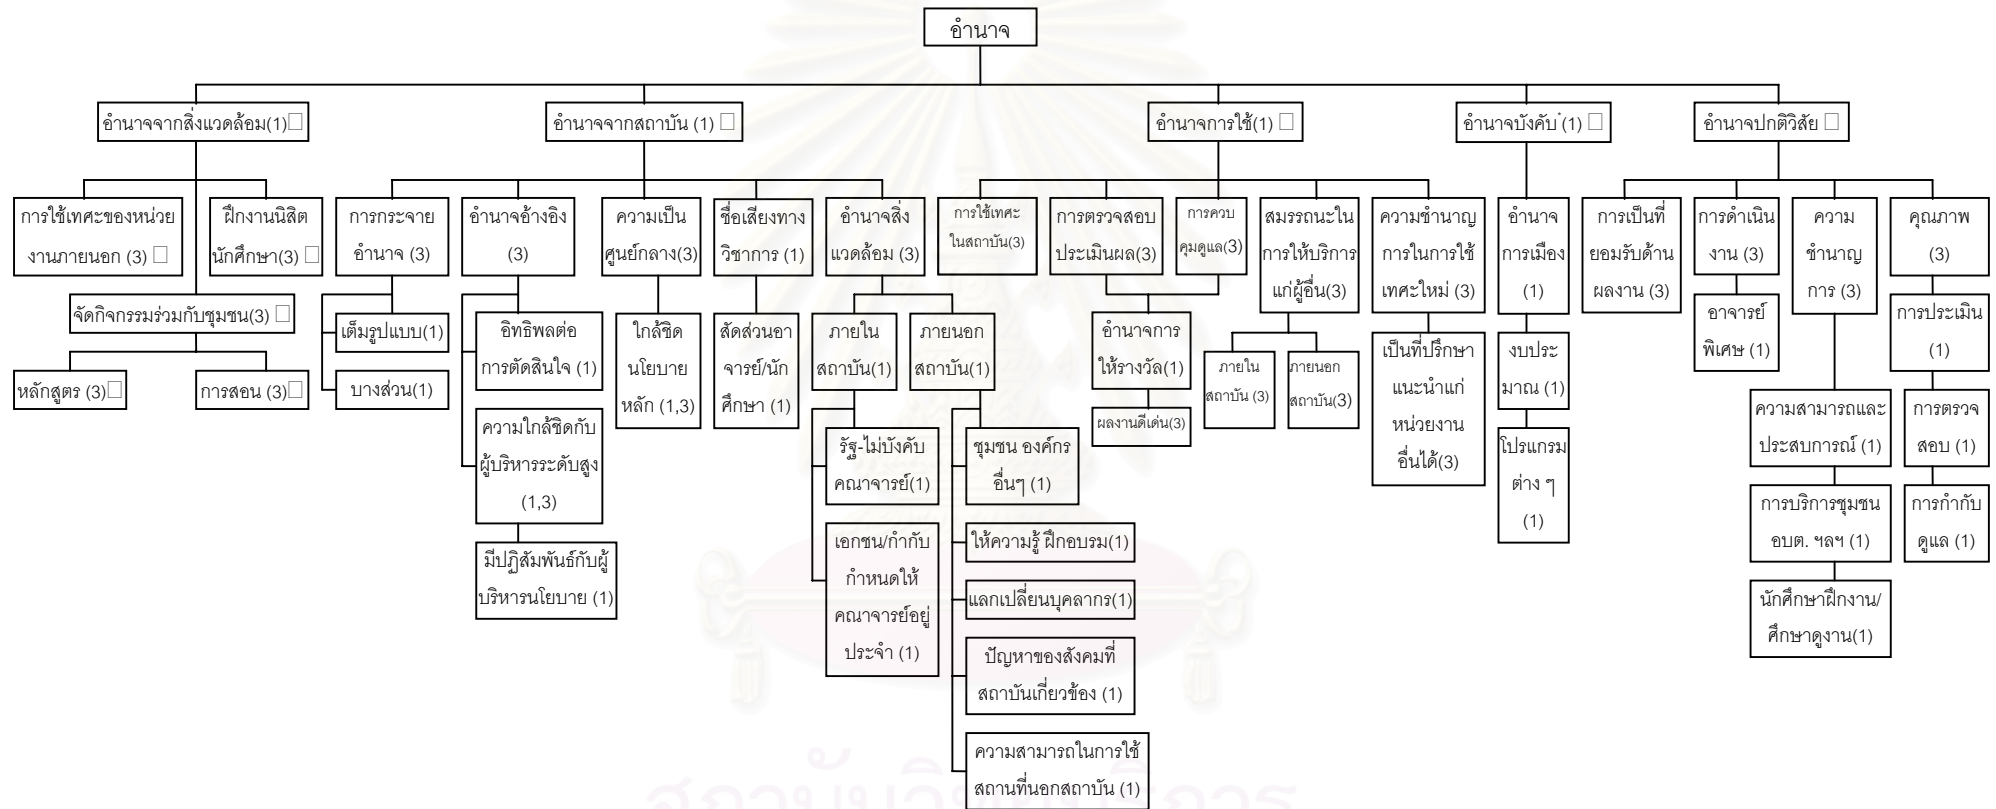 อำนาจ
อำนาจจากสิ่งแวดล้อม(1)□
อำนาจจากสถาบัน (1) □
อำนาจการใช้(1) □
อำนาจบังคับ ๋(1) □
อำนาจปกติวิสัย □
การใช้เทศะของหน่วย
งานภายนอก (3) □
ฝึกงานนิสิต
นักศึกษา(3) □
การกระจาย
อำนาจ (3)
อำนาจอ้างอิง
(3)
ความเป็น
ศูนย์กลาง(3)
ชื่อเสียงทาง
วิชาการ (1)
อำนาจสิ่ง
แวดล้อม (3)
การใช้เทศะ
ในสถาบัน(3)
การตรวจสอบ
ประเมินผล(3)
การควบ
คุมดูแล(3)
สมรรถนะใน
การให้บริการ
แก่ผู้อื่น(3)
ความชำนาญ
การในการใช้
เทศะใหม่ (3)
อำนาจ
การเมือง
(1)
การเป็นที่
ยอมรับด้าน
ผลงาน (3)
การดำเนิน
งาน (3)
ความ
ชำนาญ
การ (3)
คุณภาพ
(3)
จัดกิจกรรมร่วมกับชุมชน(3) □
หลักสูตร (3)□
การสอน (3)□
เต็มรูปแบบ(1)
บางส่วน(1)
อิทธิพลต่อ
การตัดสินใจ (1)
ความใกล้ชิดกับ
ผู้บริหารระดับสูง
(1,3)
มีปฏิสัมพันธ์กับผู้
บริหารนโยบาย (1)
ใกล้ชิด
นโยบาย
หลัก (1,3)
สัดส่วนอา
จารย์/นัก
ศึกษา (1)
ภายใน
สถาบัน(1)
ภายนอก
สถาบัน(1)
รัฐ-ไม่บังคับ
คณาจารย์(1)
เอกชน/กำกับ
กำหนดให้
คณาจารย์อยู่
ประจำ (1)
ชุมชน องค์กร
อื่นๆ (1)
ให้ความรู้ ฝึกอบรม(1)
แลกเปลี่ยนบุคลากร(1)
ปัญหาของสังคมที่
สถาบันเกี่ยวข้อง (1)
ความสามารถในการใช้
สถานที่นอกสถาบัน (1)
อำนาจการ
ให้รางวัล(1)
ผลงานดีเด่น(3)
ภายใน
สถาบัน (3)
ภายนอก
สถาบัน(3)
เป็นที่ปรึกษา
แนะนำแก่
หน่วยงาน
อื่นได้(3)
งบประ
มาณ (1)
โปรแกรม
ต่าง ๆ
(1)
อาจารย์
พิเศษ (1)
ความสามารถและ
ประสบการณ์ (1)
การบริการชุมชน
อบต. ฯลฯ (1)
นักศึกษาฝึกงาน/
ศึกษาดูงาน(1)
การประเมิน
(1)
การตรวจ
สอบ (1)
การกำกับ
ดูแล (1)
สถาบันวิทยบริการ